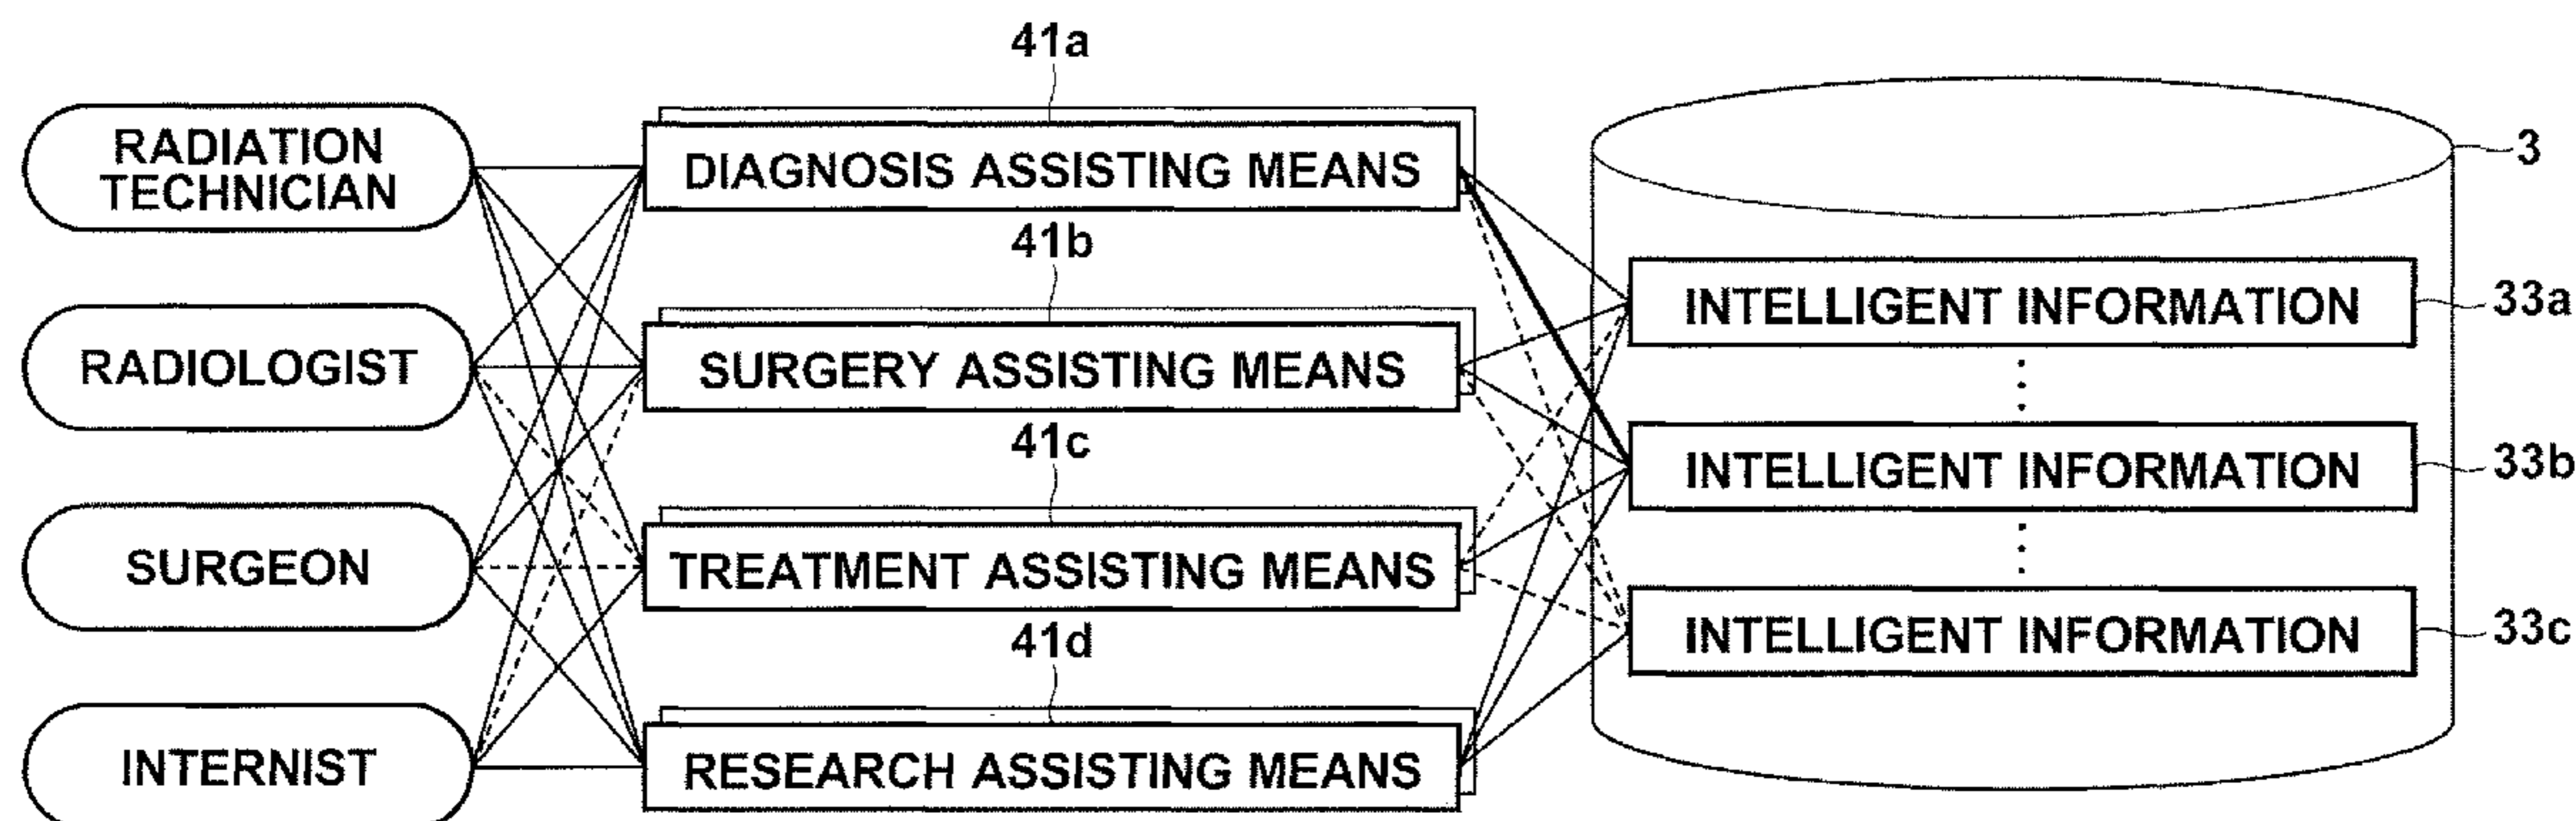 41a
RADIATION
TECHNICIAN
DIAGNOSIS ASSISTING MEANS
3
41b
INTELLIGENT INFORMATION
33a
RADIOLOGIST
SURGERY ASSISTING MEANS
41c
INTELLIGENT INFORMATION
33b
SURGEON
TREATMENT ASSISTING MEANS
41d
INTELLIGENT INFORMATION
33c
INTERNIST
RESEARCH ASSISTING MEANS